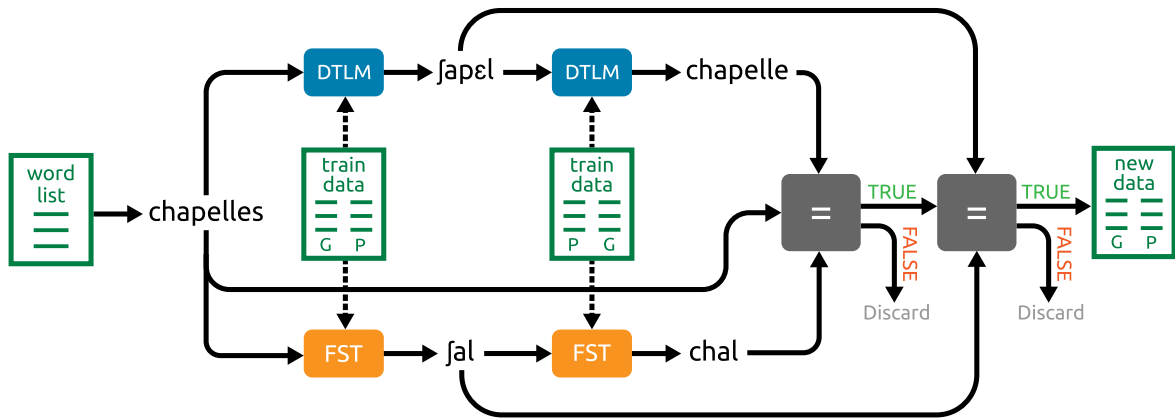 word
list
chapelles
DTLM
ʃapɛl
DTLM
chapelle
train
data
G P
train
data
P G
FST
ʃal
FST
chal
=
TRUE
FALSE
Discard
=
TRUE
FALSE
Discard
new
data
G P